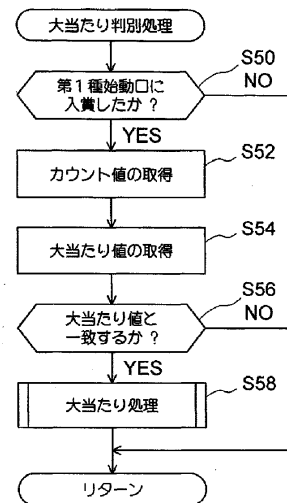 大当たり判別処理
S50
第1種始動口に
入賞したか？
NO
YES
S52
カウント値の取得
S54
大当たり値の取得
S56
大当たり値と
一致するか？
NO
YES
S58
大当たり処理
リターン